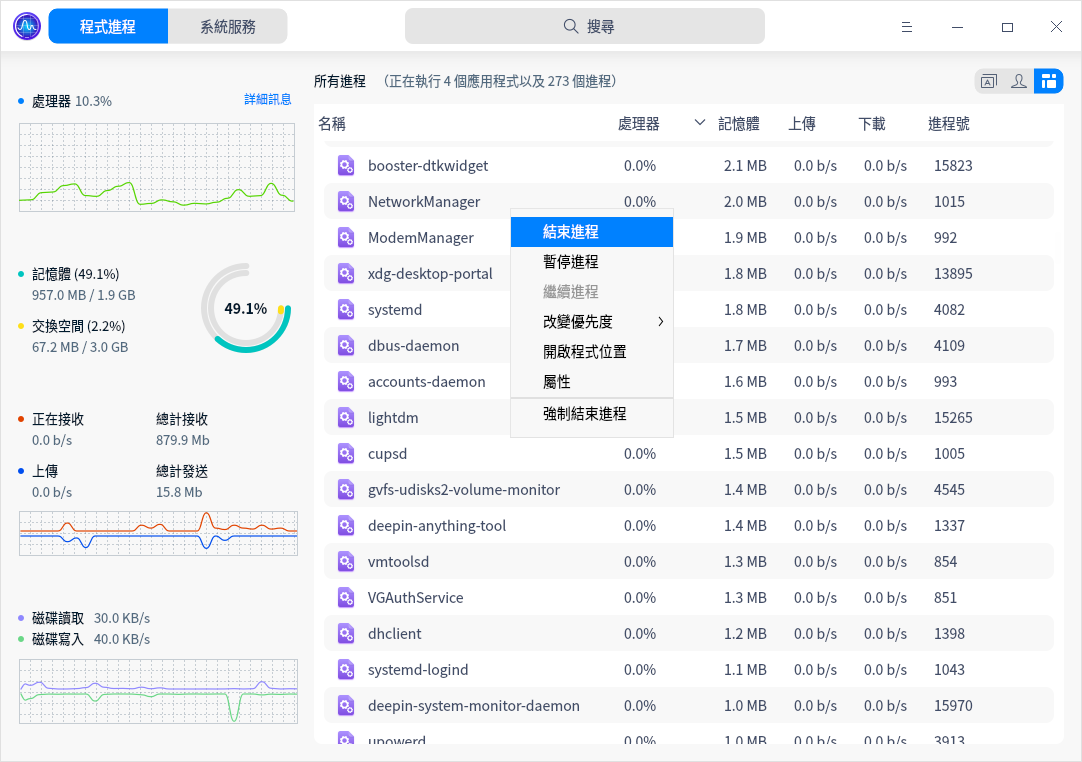 程式進程 系統服務 搜尋
處理器 10.3% 詳細訊息
記憶體 (49.1%)
957.0 MB / 1.9 GB
交換空間 (2.2%)
67.2 MB / 3.0 GB
49.1%
正在接收 總計接收
0.0 b/s 879.9 Mb
上傳 總計發送
0.0 b/s 15.8 Mb
磁碟讀取 30.0 KB/s
磁碟寫入 40.0 KB/s
所有進程 （正在執行 4 個應用程式以及 273 個進程）
名稱 處理器 記憶體 上傳 下載 進程號
booster-dtkwidget 0.0% 2.1 MB 0.0 b/s 0.0 b/s 15823
NetworkManager 0.0% 2.0 MB 0.0 b/s 0.0 b/s 1015
ModemManager 1.9 MB 0.0 b/s 0.0 b/s 992
xdg-desktop-portal 1.8 MB 0.0 b/s 0.0 b/s 13895
systemd 1.8 MB 0.0 b/s 0.0 b/s 4082
dbus-daemon 1.7 MB 0.0 b/s 0.0 b/s 4109
accounts-daemon 1.6 MB 0.0 b/s 0.0 b/s 993
lightdm 1.5 MB 0.0 b/s 0.0 b/s 15265
cupsd 0.0% 1.5 MB 0.0 b/s 0.0 b/s 1005
gvfs-udisks2-volume-monitor 0.0% 1.4 MB 0.0 b/s 0.0 b/s 4545
deepin-anything-tool 0.0% 1.4 MB 0.0 b/s 0.0 b/s 1337
vmtoolsd 0.0% 1.3 MB 0.0 b/s 0.0 b/s 854
VGAuthService 0.0% 1.3 MB 0.0 b/s 0.0 b/s 851
dhclient 0.0% 1.2 MB 0.0 b/s 0.0 b/s 1398
systemd-logind 0.0% 1.1 MB 0.0 b/s 0.0 b/s 1043
deepin-system-monitor-daemon 0.0% 1.0 MB 0.0 b/s 0.0 b/s 15970
upowerd 0.0% 1.0 MB 0.0 b/s 0.0 b/s 3913
結束進程
暫停進程
繼續進程
改變優先度
開啟程式位置
屬性
強制結束進程